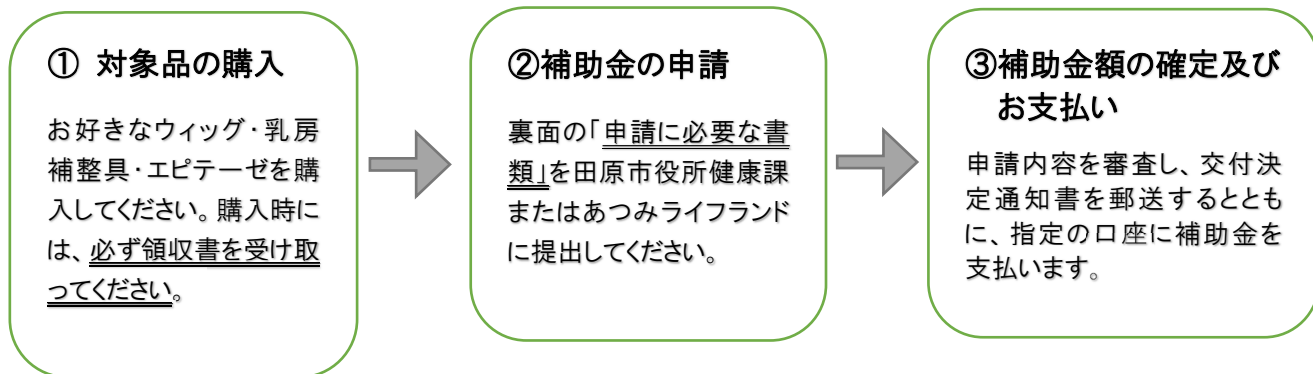 ① 対象品の購入
お好きなウィッグ・乳房
補整具・エピテーゼを購
入してください。購入時に
は、必ず領収書を受け取
ってください。
②補助金の申請
裏面の「申請に必要な書
類」を田原市役所健康課
またはあつみライフランド
に提出してください。
③補助金額の確定及び
お支払い
申請内容を審査し、交付決
定通知書を郵送するととも
に、指定の口座に補助金を
支払います。